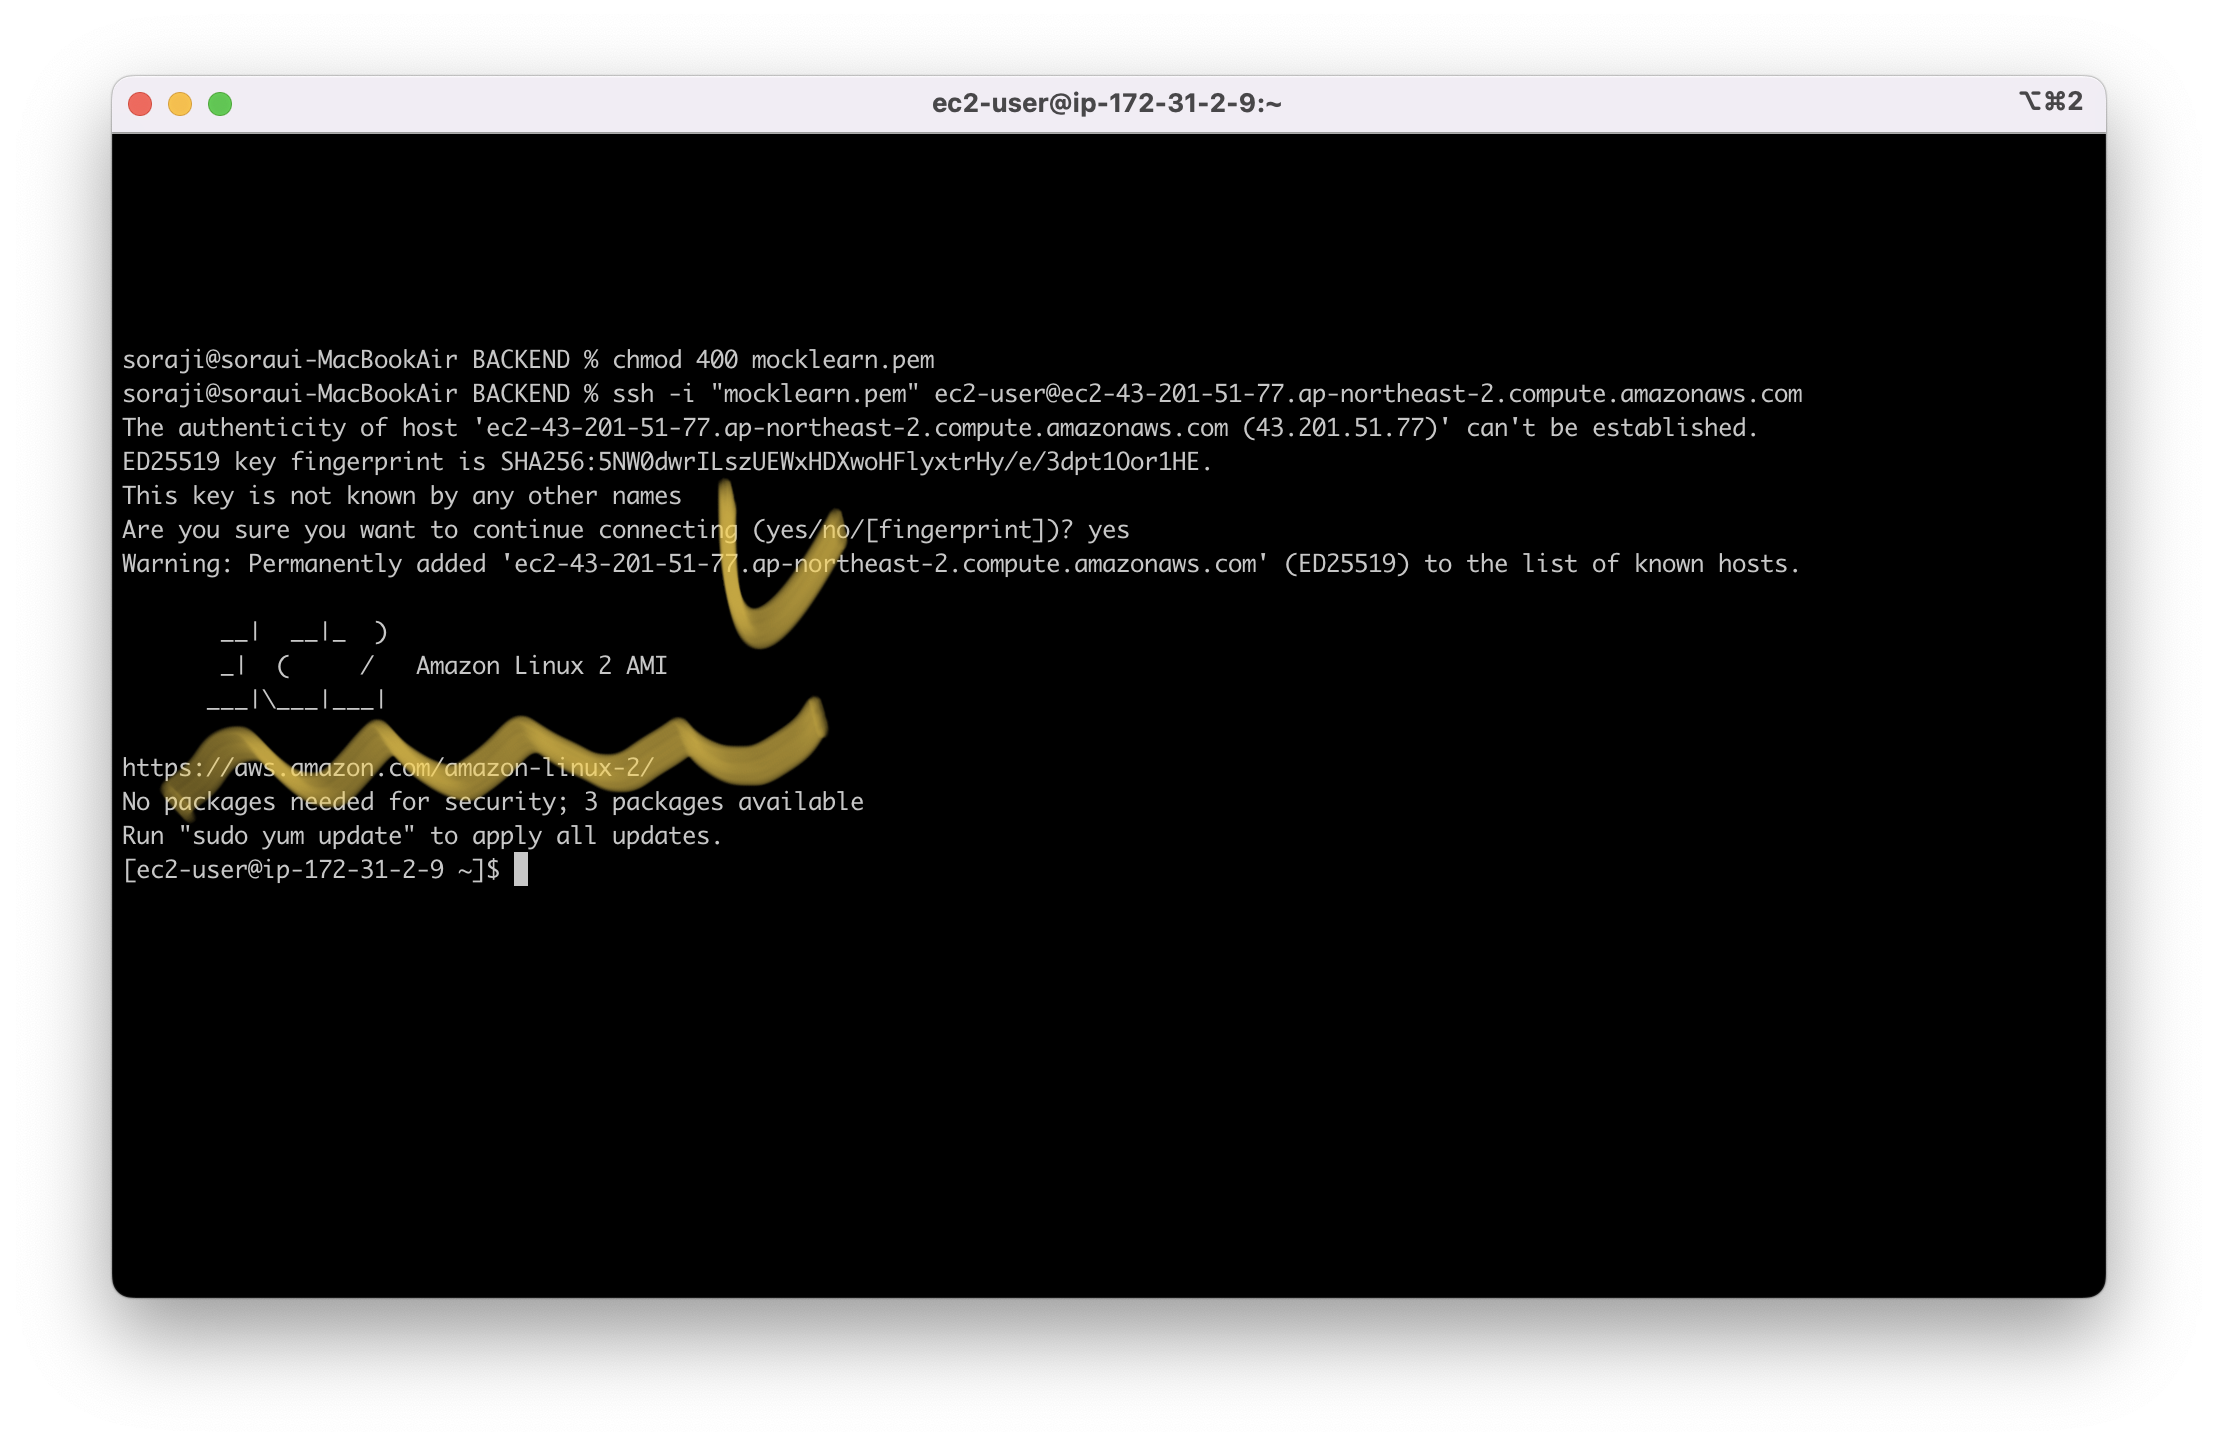 ec2-user@ip-172-31-2-9:~
⌥⌘2
soraji@soraui-MacBookAir BACKEND % chmod 400 mocklearn.pem
soraji@soraui-MacBookAir BACKEND % ssh -i "mocklearn.pem" ec2-user@ec2-43-201-51-77.ap-northeast-2.compute.amazonaws.com
The authenticity of host 'ec2-43-201-51-77.ap-northeast-2.compute.amazonaws.com (43.201.51.77)' can't be established.
ED25519 key fingerprint is SHA256:5NW0dwrILszUEWxHDXwoHFlyxtrHy/e/3dpt1Oor1HE.
This key is not known by any other names
Are you sure you want to continue connecting (yes/no/[fingerprint])? yes
Warning: Permanently added 'ec2-43-201-51-77.ap-northeast-2.compute.amazonaws.com' (ED25519) to the list of known hosts.
       __|  __|_  )
       _|  (     /   Amazon Linux 2 AMI
      ___|\___|___|
https://aws.amazon.com/amazon-linux-2/
No packages needed for security; 3 packages available
Run "sudo yum update" to apply all updates.
[ec2-user@ip-172-31-2-9 ~]$